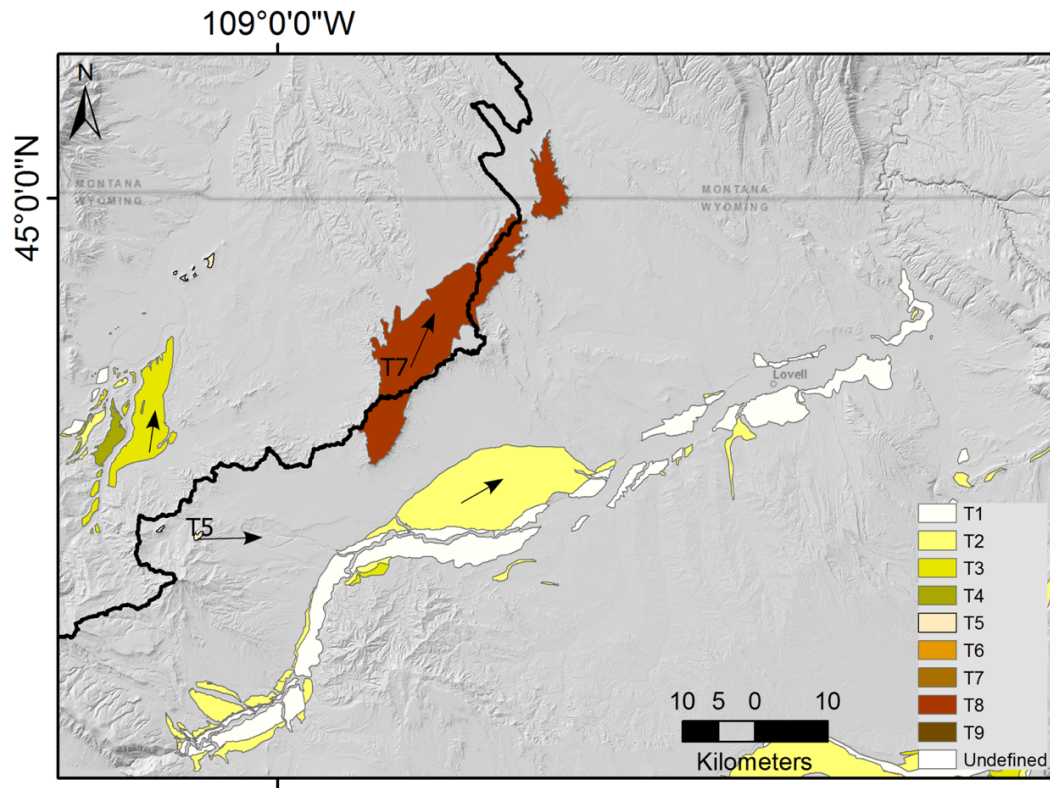 109°0'0"W
N
45°0'0"N
MONTANA
WYOMING
MONTANA
WYOMING
T7
Lovell
T5
T1
T2
T3
T4
T5
T6
T7
T8
T9
Undefined
10 5 0 10
Kilometers